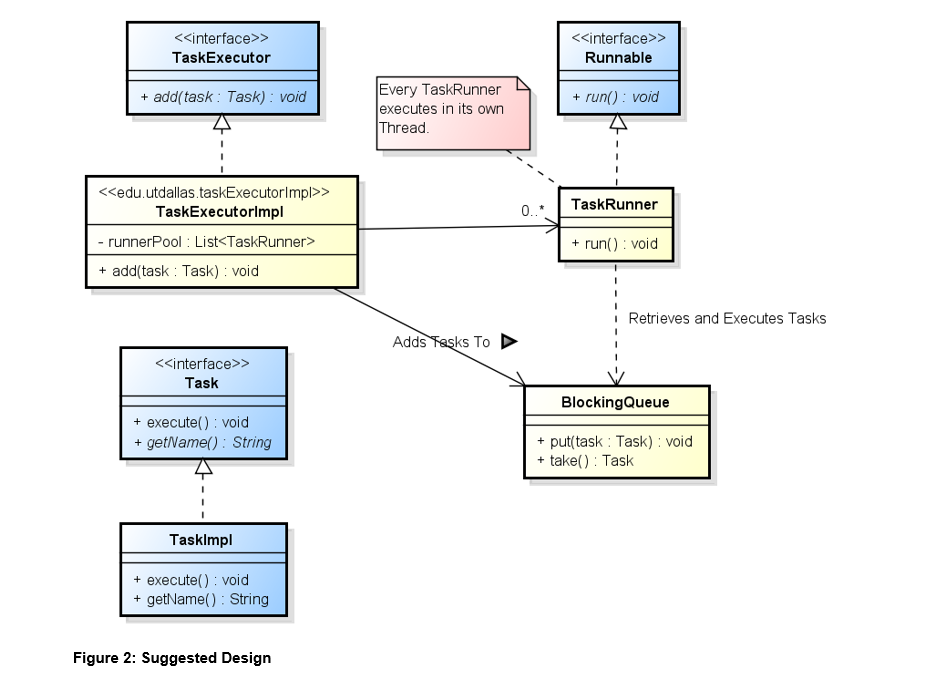 <<interface>>
TaskExecutor
+ add(task : Task) : void
<<interface>>
Runnable
+ run() : void
Every TaskRunner
executes in its own
Thread.
<<edu.utdallas.taskExecutorImpl>>
TaskExecutorImpl
- runnerPool : List<TaskRunner>
+ add(task : Task) : void
0..*
TaskRunner
+ run() : void
Retrieves and Executes Tasks
Adds Tasks To
<<interface>>
Task
+ execute() : void
+ getName() : String
BlockingQueue
+ put(task : Task) : void
+ take() : Task
TaskImpl
+ execute() : void
+ getName() : String
Figure 2: Suggested Design